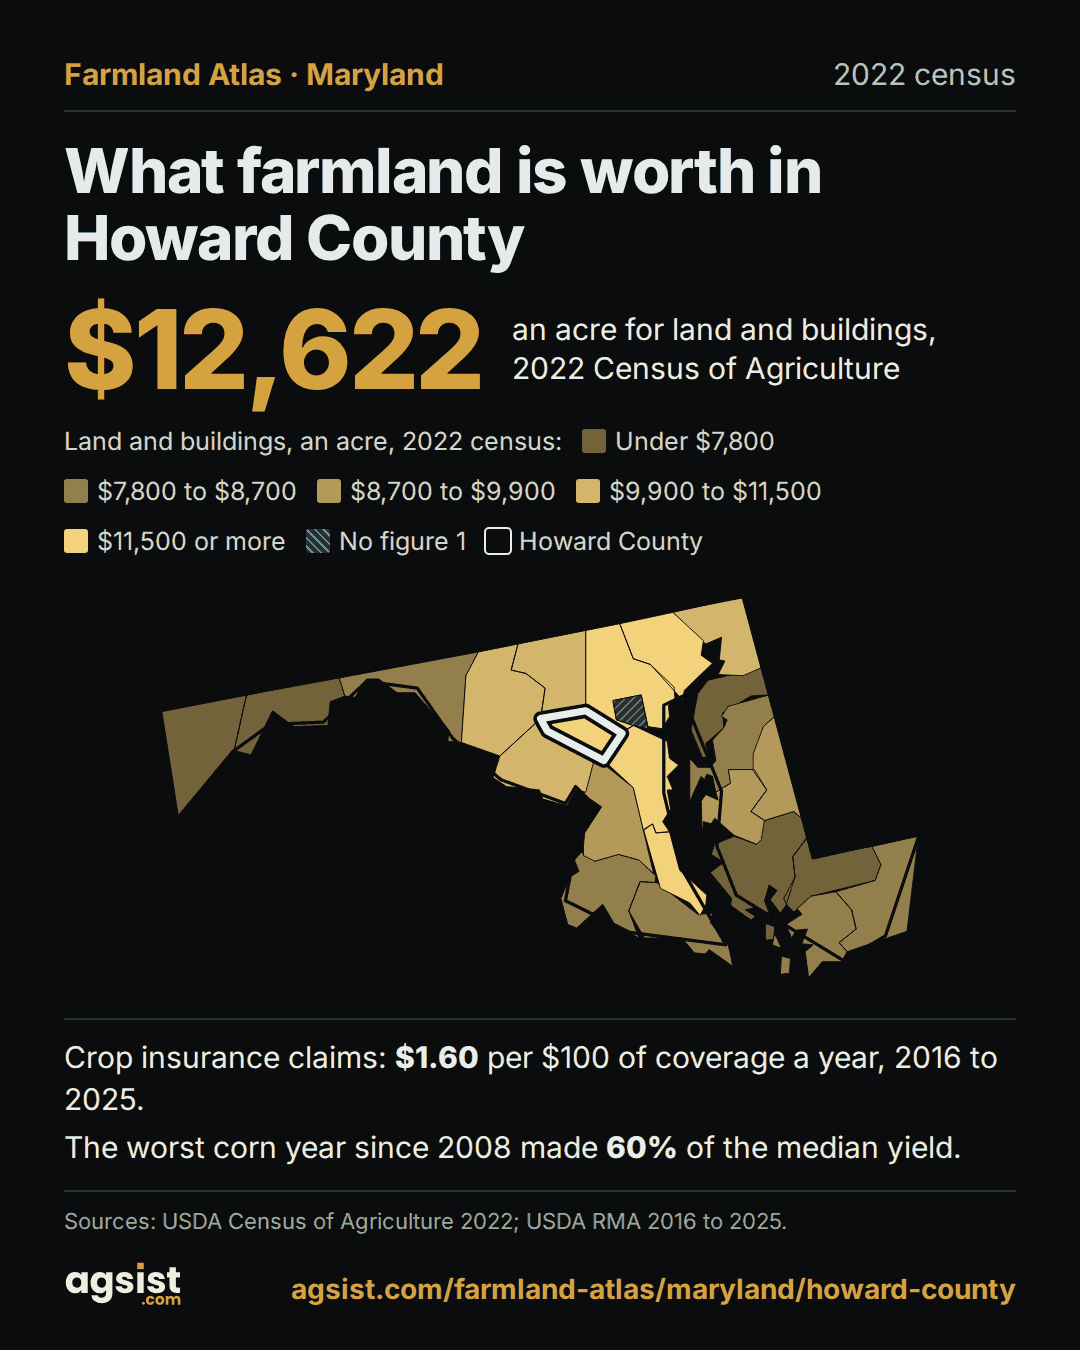 Farmland Atlas · Maryland
2022 census
What farmland is worth in
Howard County
$12,622
an acre for land and buildings,
2022 Census of Agriculture
Land and buildings, an acre, 2022 census: Under $7,800
$7,800 to $8,700 $8,700 to $9,900 $9,900 to $11,500
$11,500 or more No figure 1 Howard County
Crop insurance claims: $1.60 per $100 of coverage a year, 2016 to
2025.
The worst corn year since 2008 made 60% of the median yield.
Sources: USDA Census of Agriculture 2022; USDA RMA 2016 to 2025.
agsist
.com
agsist.com/farmland-atlas/maryland/howard-county